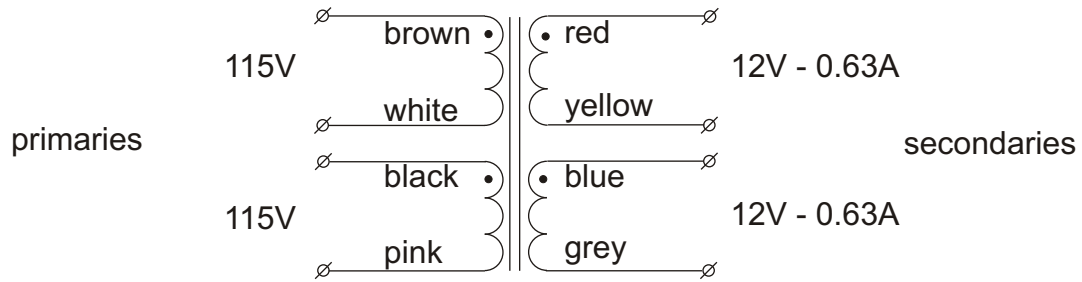 brown
red
115V
12V - 0.63A
white
yellow
primaries
secondaries
black
blue
115V
12V - 0.63A
pink
grey